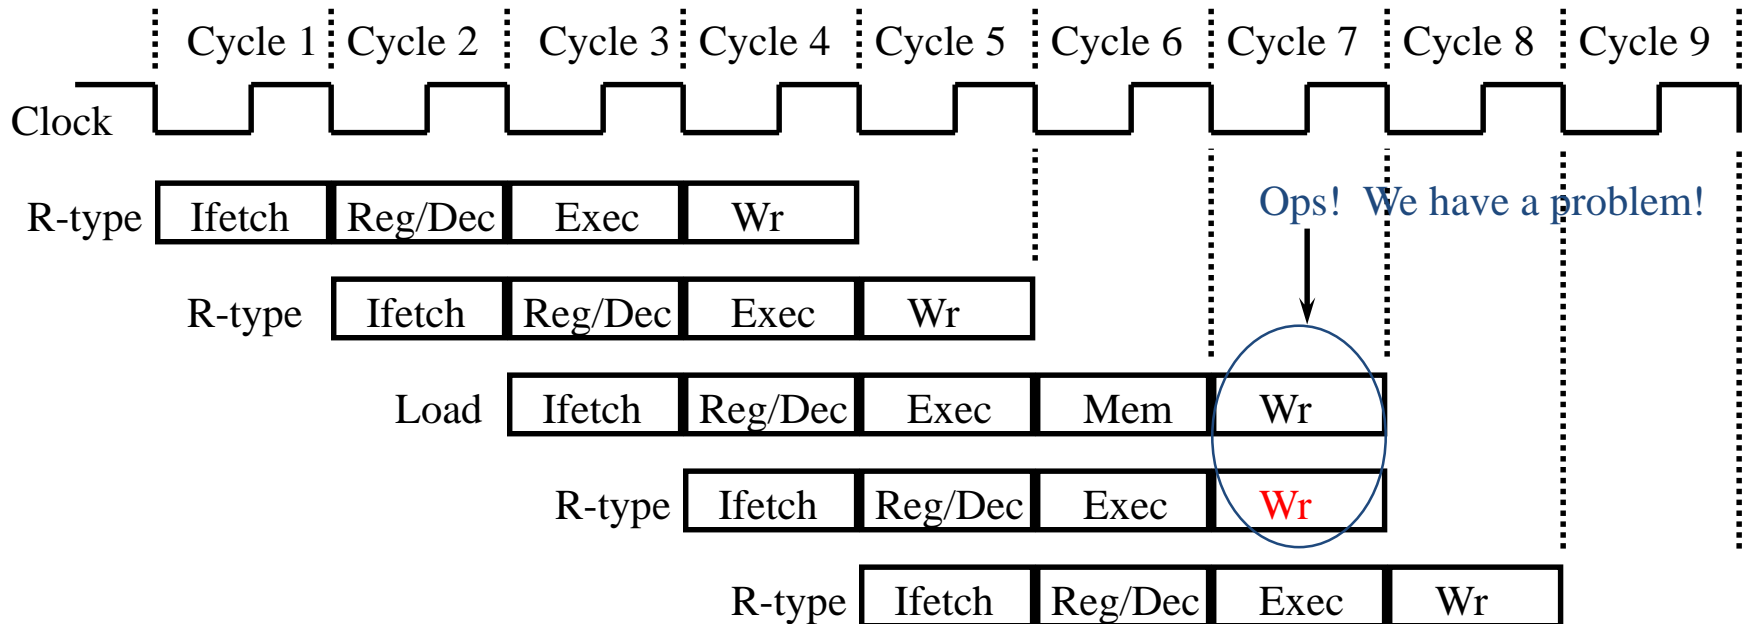 Cycle 1 Cycle 2 Cycle 3 Cycle 4 Cycle 5 Cycle 6 Cycle 7 Cycle 8 Cycle 9
Clock
Ops! We have a problem!
R-type Ifetch Reg/Dec Exec Wr
R-type Ifetch Reg/Dec Exec Wr
Load Ifetch Reg/Dec Exec Mem Wr
R-type Ifetch Reg/Dec Exec Wr
R-type Ifetch Reg/Dec Exec Wr